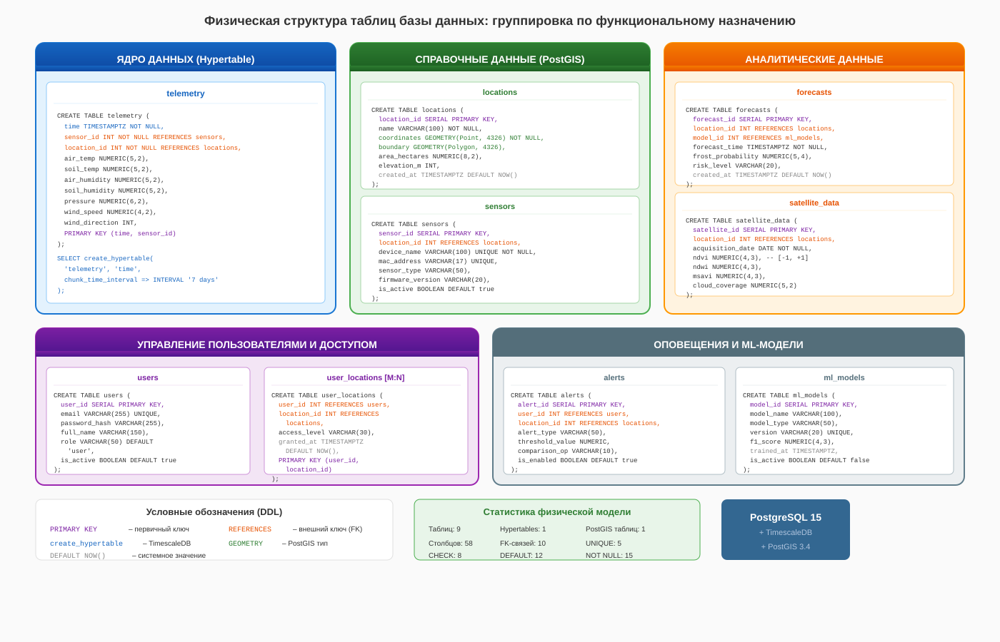 Физическая структура таблиц базы данных: группировка по функциональному назначению
ЯДРО ДАННЫХ (Hypertable)
telemetry
CREATE TABLE telemetry (
time TIMESTAMPTZ NOT NULL,
sensor_id INT NOT NULL REFERENCES sensors,
location_id INT NOT NULL REFERENCES locations,
air_temp NUMERIC(5,2),
soil_temp NUMERIC(5,2),
air_humidity NUMERIC(5,2),
soil_humidity NUMERIC(5,2),
pressure NUMERIC(6,2),
wind_speed NUMERIC(4,2),
wind_direction INT,
PRIMARY KEY (time, sensor_id)
);
SELECT create_hypertable(
'telemetry', 'time',
chunk_time_interval => INTERVAL '7 days'
);
СПРАВОЧНЫЕ ДАННЫЕ (PostGIS)
locations
CREATE TABLE locations (
location_id SERIAL PRIMARY KEY,
name VARCHAR(100) NOT NULL,
coordinates GEOMETRY(Point, 4326) NOT NULL,
boundary GEOMETRY(Polygon, 4326),
area_hectares NUMERIC(8,2),
elevation_m INT,
created_at TIMESTAMPTZ DEFAULT NOW()
);
sensors
CREATE TABLE sensors (
sensor_id SERIAL PRIMARY KEY,
location_id INT REFERENCES locations,
device_name VARCHAR(100) UNIQUE NOT NULL,
mac_address VARCHAR(17) UNIQUE,
sensor_type VARCHAR(50),
firmware_version VARCHAR(20),
is_active BOOLEAN DEFAULT true
);
АНАЛИТИЧЕСКИЕ ДАННЫЕ
forecasts
CREATE TABLE forecasts (
forecast_id SERIAL PRIMARY KEY,
location_id INT REFERENCES locations,
model_id INT REFERENCES ml_models,
forecast_time TIMESTAMPTZ NOT NULL,
frost_probability NUMERIC(5,4),
risk_level VARCHAR(20),
created_at TIMESTAMPTZ DEFAULT NOW()
);
satellite_data
CREATE TABLE satellite_data (
satellite_id SERIAL PRIMARY KEY,
location_id INT REFERENCES locations,
acquisition_date DATE NOT NULL,
ndvi NUMERIC(4,3), -- [-1, +1]
ndwi NUMERIC(4,3),
msavi NUMERIC(4,3),
cloud_coverage NUMERIC(5,2)
);
УПРАВЛЕНИЕ ПОЛЬЗОВАТЕЛЯМИ И ДОСТУПОМ
users
CREATE TABLE users (
user_id SERIAL PRIMARY KEY,
email VARCHAR(255) UNIQUE,
password_hash VARCHAR(255),
full_name VARCHAR(150),
role VARCHAR(50) DEFAULT
'user',
is_active BOOLEAN DEFAULT true
);
user_locations [M:N]
CREATE TABLE user_locations (
user_id INT REFERENCES users,
location_id INT REFERENCES
locations,
access_level VARCHAR(30),
granted_at TIMESTAMPTZ
DEFAULT NOW(),
PRIMARY KEY (user_id,
location_id)
);
ОПОВЕЩЕНИЯ И ML-МОДЕЛИ
alerts
CREATE TABLE alerts (
alert_id SERIAL PRIMARY KEY,
user_id INT REFERENCES users,
location_id INT REFERENCES locations,
alert_type VARCHAR(50),
threshold_value NUMERIC,
comparison_op VARCHAR(10),
is_enabled BOOLEAN DEFAULT true
);
ml_models
CREATE TABLE ml_models (
model_id SERIAL PRIMARY KEY,
model_name VARCHAR(100),
model_type VARCHAR(50),
version VARCHAR(20) UNIQUE,
f1_score NUMERIC(4,3),
trained_at TIMESTAMPTZ,
is_active BOOLEAN DEFAULT false
);
Условные обозначения (DDL)
PRIMARY KEY – первичный ключ REFERENCES – внешний ключ (FK)
create_hypertable – TimescaleDB GEOMETRY – PostGIS тип
DEFAULT NOW() – системное значение
Статистика физической модели
Таблиц: 9 Hypertables: 1 PostGIS таблиц: 1
Столбцов: 58 FK-связей: 10 UNIQUE: 5
CHECK: 8 DEFAULT: 12 NOT NULL: 15
PostgreSQL 15
+ TimescaleDB
+ PostGIS 3.4